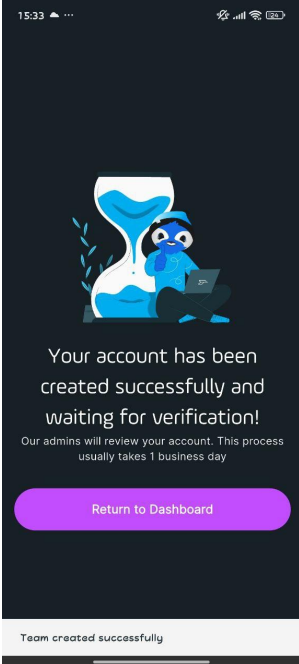 15:33
24
Your account has been
created successfully and
waiting for verification!
Our admins will review your account. This process
usually takes 1 business day
Return to Dashboard
Team created successfully